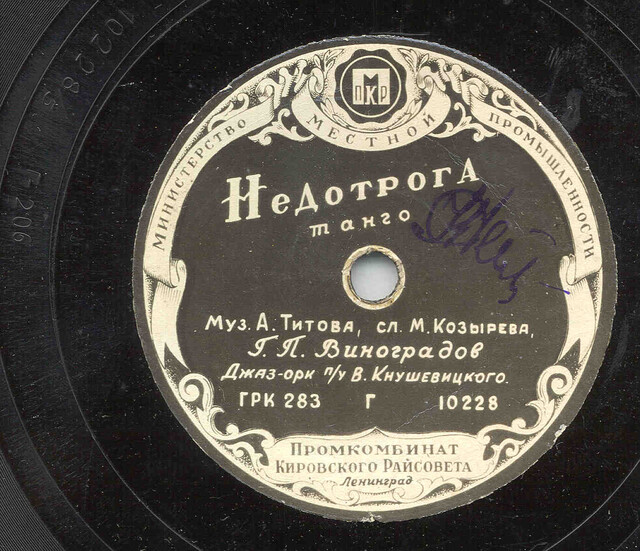 ПКР
М
МИНИСТЕРСТВО МЕСТНОЙ ПРОМЫШЛЕННОСТИ
НЕДОТРОГА
танго
Муз. А. Титова, сл. М. Козырева,
Г. П. Виноградов
Джаз-орк п/у В. Кнушевицкого.
ГРК 283 Г 10228
ПРОМКОМБИНАТ
КИРОВСКОГО РАЙСОВЕТА
Ленинград